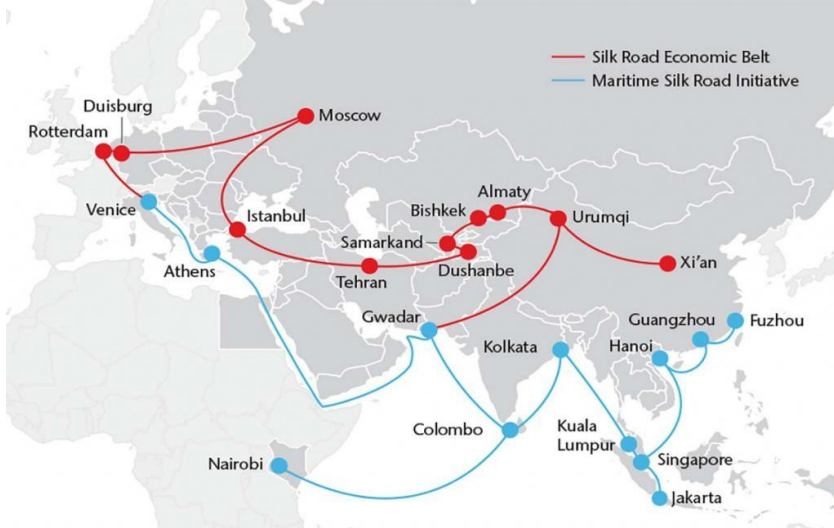 Silk Road Economic Belt
Maritime Silk Road Initiative
Duisburg
Rotterdam
Moscow
Venice
Istanbul
Athens
Tehran
Almaty
Bishkek
Samarkand
Dushanbe
Urumqi
Xi'an
Gwadar
Kolkata
Guangzhou
Fuzhou
Hanoi
Colombo
Kuala
Lumpur
Singapore
Nairobi
Jakarta